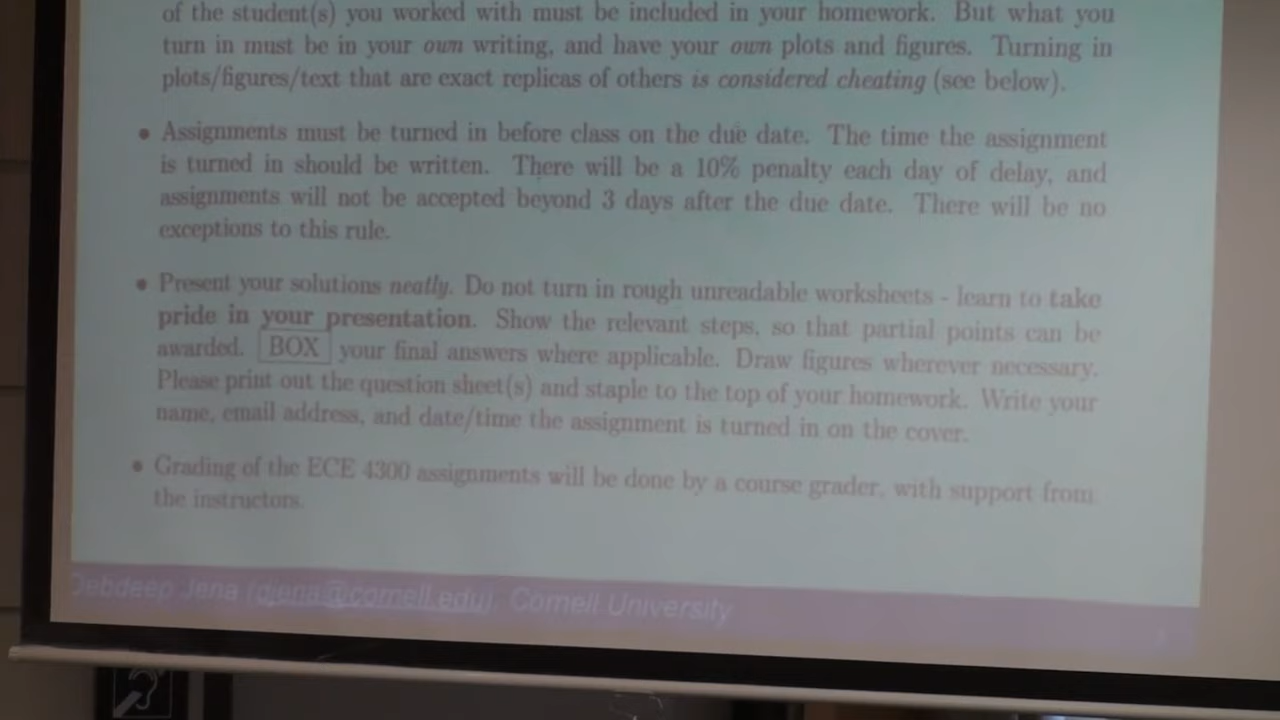 of the student(s) you worked with must be included in your homework. But what you
turn in must be in your own writing, and have your own plots and figures. Turning in
plots/figures/text that are exact replicas of others is considered cheating (see below).
• Assignments must be turned in before class on the due date. The time the assignment
is turned in should be written. There will be a 10% penalty each day of delay, and
assignments will not be accepted beyond 3 days after the due date. There will be no
exceptions to this rule.
• Present your solutions neatly. Do not turn in rough unreadable worksheets - learn to take
pride in your presentation. Show the relevant steps, so that partial points can be
awarded. BOX your final answers where applicable. Draw figures wherever necessary.
Please print out the question sheet(s) and staple to the top of your homework. Write your
name, email address, and date/time the assignment is turned in on the cover.
• Grading of the ECE 4300 assignments will be done by a course grader, with support from
the instructors.
Debdeep Jena (djena@cornell.edu), Cornell University